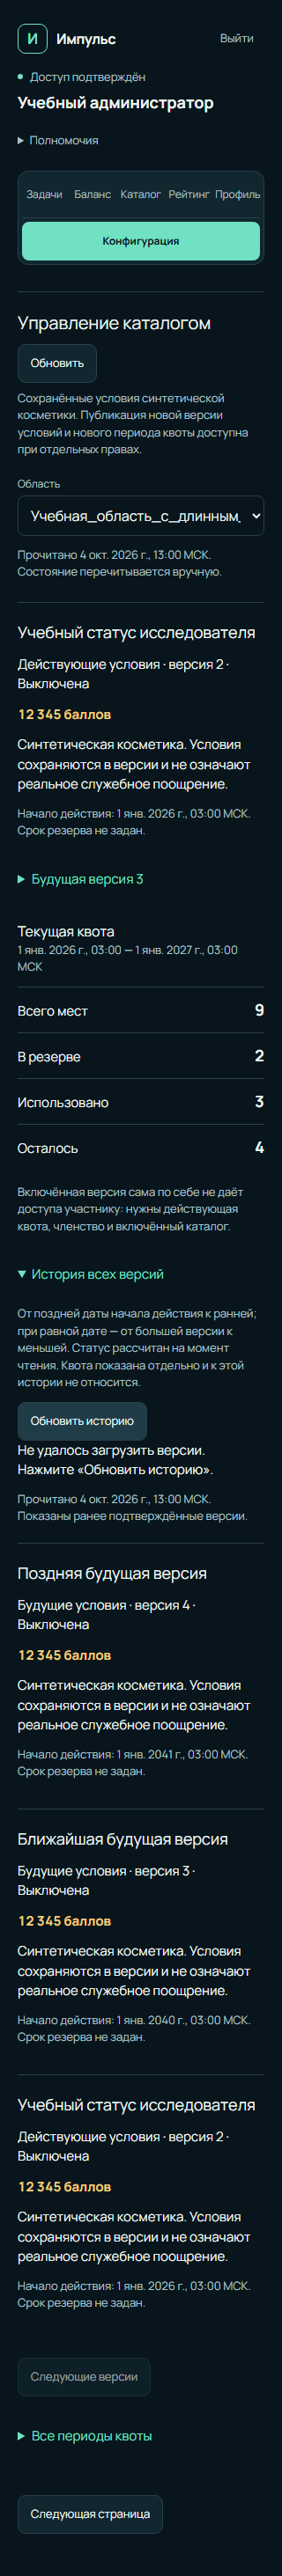 И Импульс Выйти
Доступ подтверждён
Учебный администратор
Полномочия
Задачи Баланс Каталог Рейтинг Профиль
Конфигурация
Управление каталогом
Обновить
Сохранённые условия синтетической
косметики. Публикация новой версии
условий и нового периода квоты доступна
при отдельных правах.
Область
Учебная_область_с_длинным_
Прочитано 4 окт. 2026 г., 13:00 МСК.
Состояние перечитывается вручную.
Учебный статус исследователя
Действующие условия · версия 2 ·
Выключена
12 345 баллов
Синтетическая косметика. Условия
сохраняются в версии и не означают
реальное служебное поощрение.
Начало действия: 1 янв. 2026 г., 03:00 МСК.
Срок резерва не задан.
Будущая версия 3
Текущая квота
1 янв. 2026 г., 03:00 — 1 янв. 2027 г., 03:00
МСК
Всего мест 9
В резерве 2
Использовано 3
Осталось 4
Включённая версия сама по себе не даёт
доступа участнику: нужны действующая
квота, членство и включённый каталог.
История всех версий
От поздней даты начала действия к ранней;
при равной дате — от большей версии к
меньшей. Статус рассчитан на момент
чтения. Квота показана отдельно и к этой
истории не относится.
Обновить историю
Не удалось загрузить версии.
Нажмите «Обновить историю».
Прочитано 4 окт. 2026 г., 13:00 МСК.
Показаны ранее подтверждённые версии.
Поздняя будущая версия
Будущие условия · версия 4 ·
Выключена
12 345 баллов
Синтетическая косметика. Условия
сохраняются в версии и не означают
реальное служебное поощрение.
Начало действия: 1 янв. 2041 г., 03:00 МСК.
Срок резерва не задан.
Ближайшая будущая версия
Будущие условия · версия 3 ·
Выключена
12 345 баллов
Синтетическая косметика. Условия
сохраняются в версии и не означают
реальное служебное поощрение.
Начало действия: 1 янв. 2040 г., 03:00 МСК.
Срок резерва не задан.
Учебный статус исследователя
Действующие условия · версия 2 ·
Выключена
12 345 баллов
Синтетическая косметика. Условия
сохраняются в версии и не означают
реальное служебное поощрение.
Начало действия: 1 янв. 2026 г., 03:00 МСК.
Срок резерва не задан.
Следующие версии
Все периоды квоты
Следующая страница